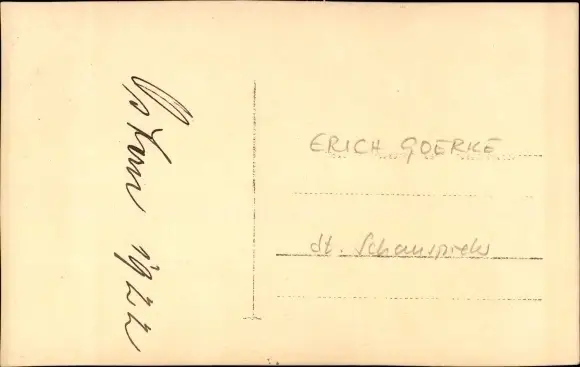 Ostern 1922
ERICH GOERKE
dt. Schauspieler